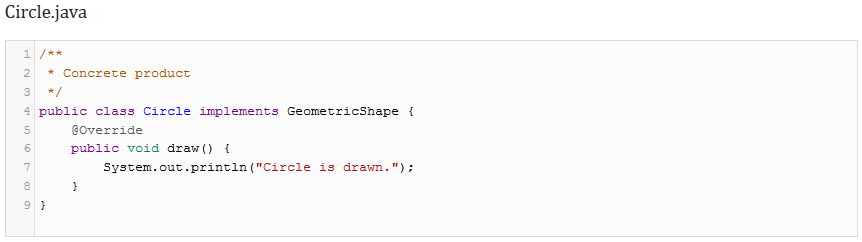 Circle.java
1 /**
2  * Concrete product
3  */
4 public class Circle implements GeometricShape {
5     @Override
6     public void draw() {
7         System.out.println("Circle is drawn.");
8     }
9 }